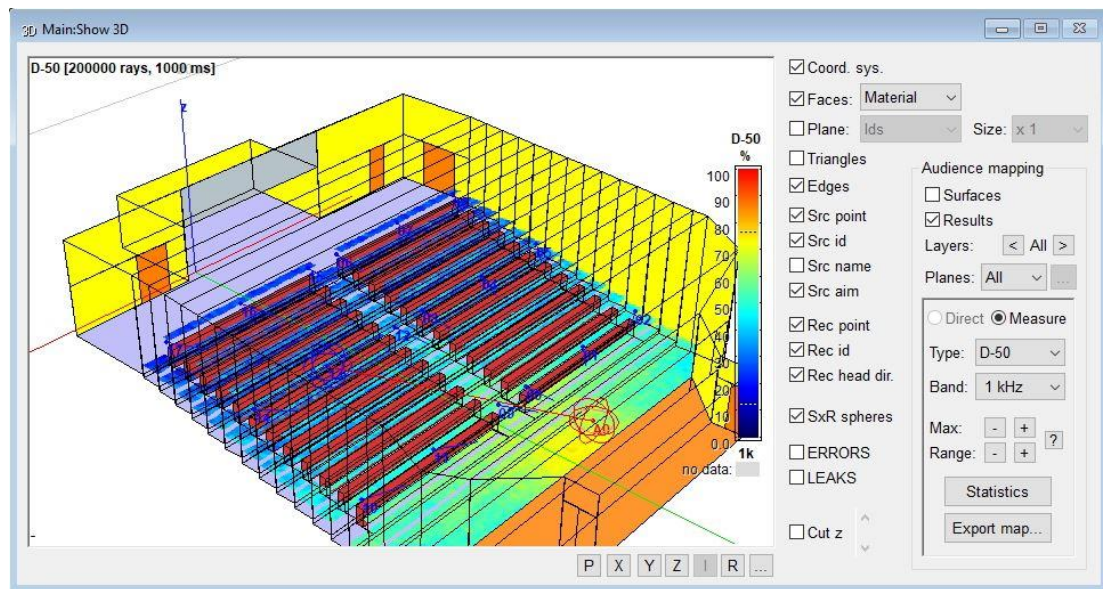 3D Main:Show 3D
D-50 [200000 rays, 1000 ms]
z
D-50
%
100
90
80
70
60
50
40
30
20
10
0.0
1k
no data:
A0
P X Y Z I R ...
Coord. sys.
Faces: Material
Plane: Ids Size: x 1
Triangles
Edges
Src point
Src id
Src name
Src aim
Rec point
Rec id
Rec head dir.
SxR spheres
ERRORS
LEAKS
Cut z
Audience mapping
Surfaces
Results
Layers: < All >
Planes: All ...
Direct Measure
Type: D-50
Band: 1 kHz
Max: - +
Range: - + ?
Statistics
Export map...